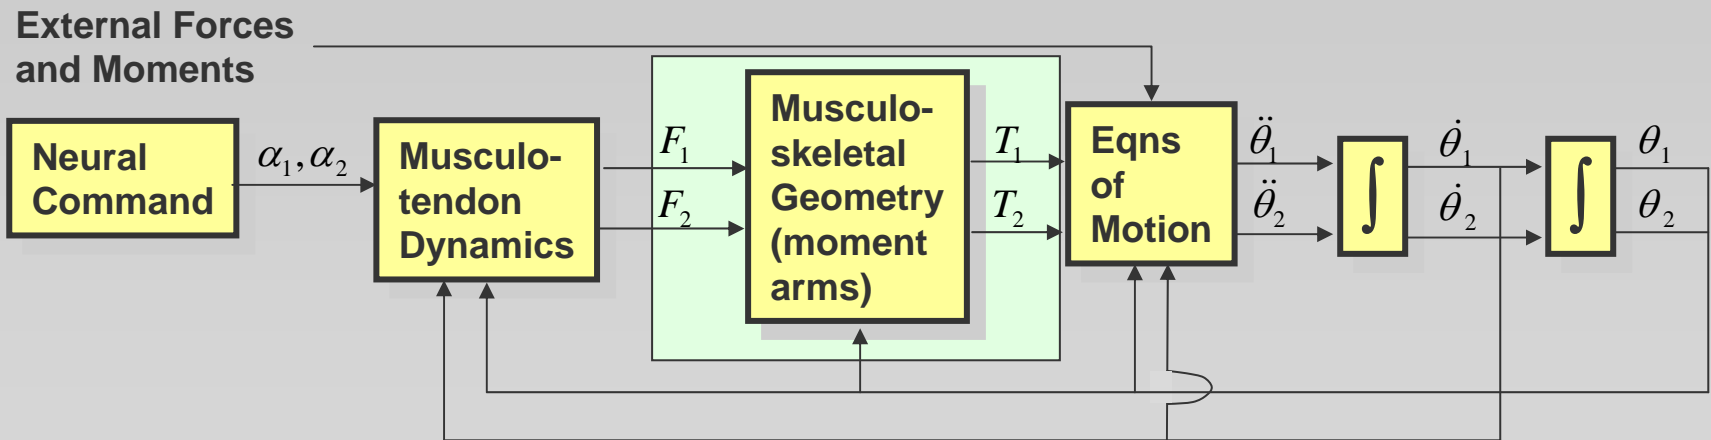 External Forces
and Moments
Neural
Command
α₁, α₂
Musculo-
tendon
Dynamics
F₁
F₂
Musculo-
skeletal
Geometry
(moment
arms)
T₁
T₂
Eqns
of
Motion
θ̈₁
θ̈₂
∫
θ̇₁
θ̇₂
∫
θ₁
θ₂